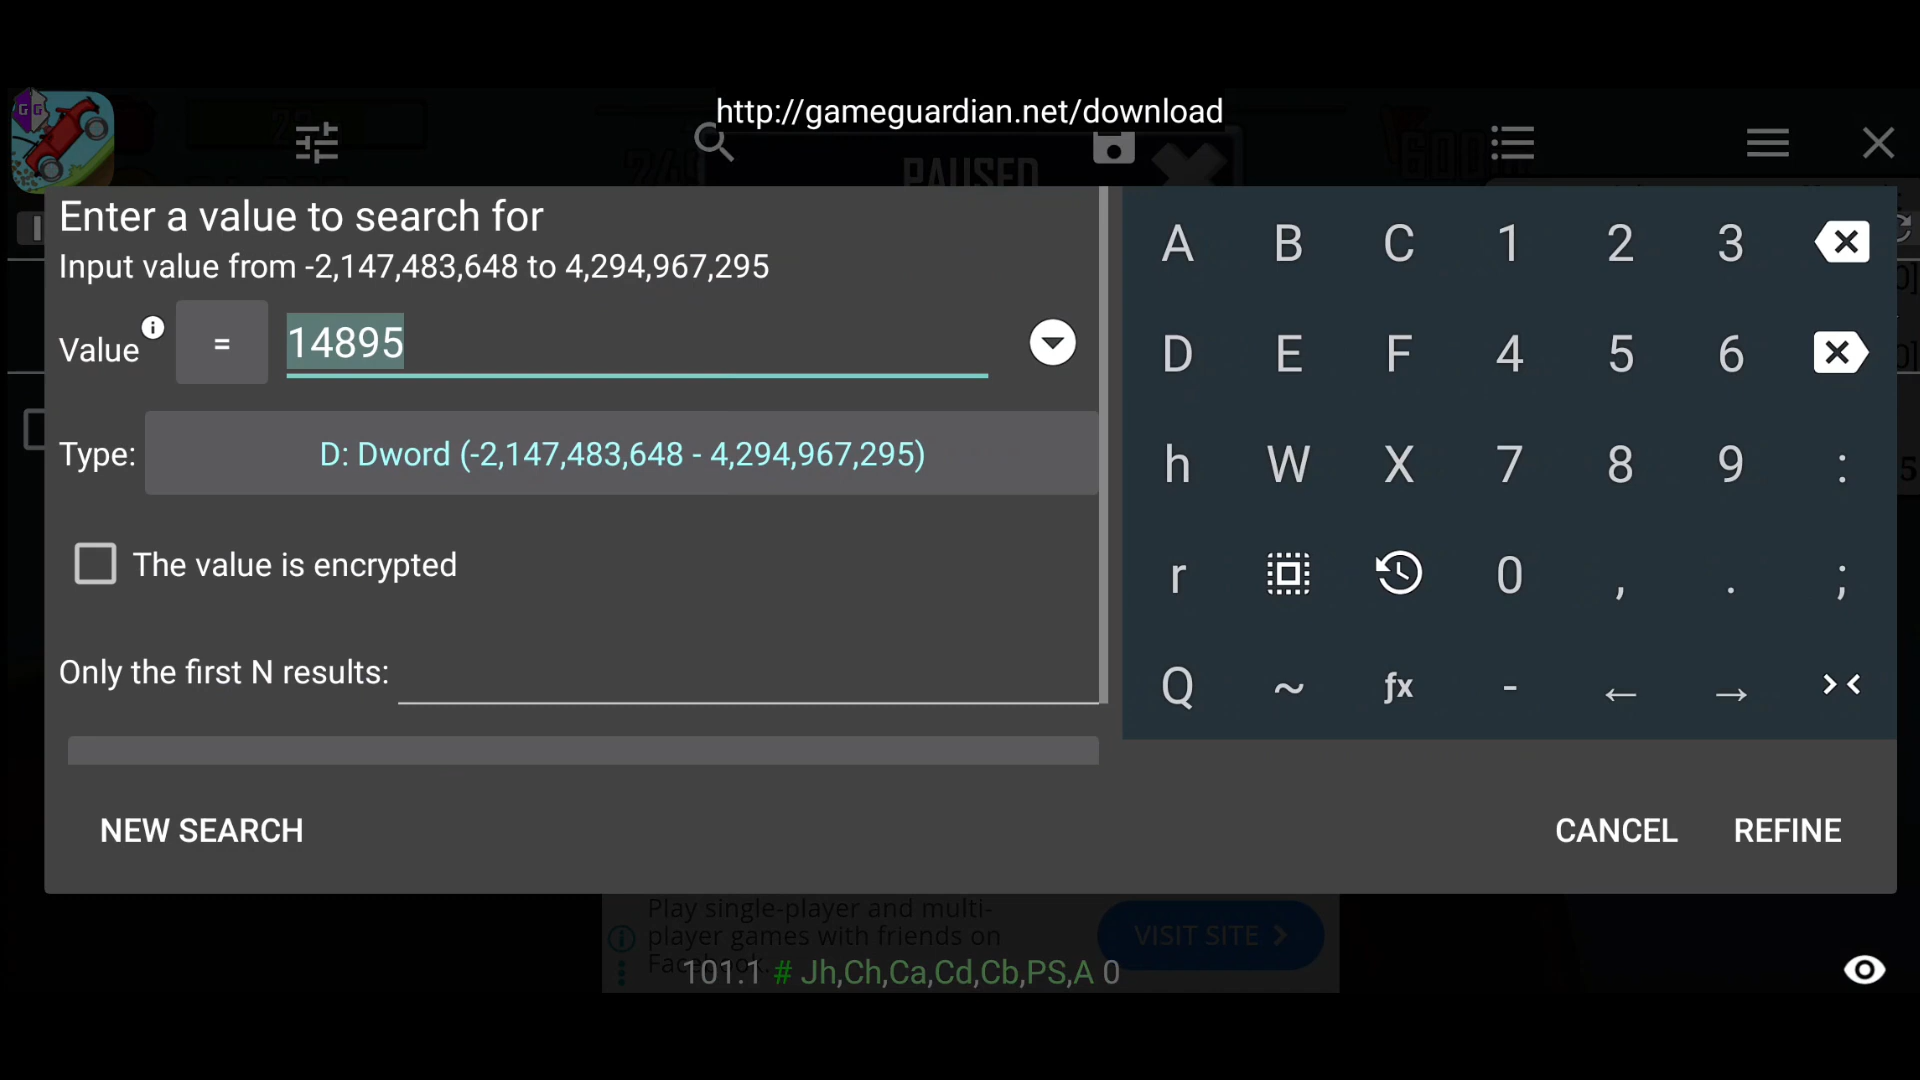 http://gameguardian.net/download
PAUSED
Enter a value to search for
Input value from -2,147,483,648 to 4,294,967,295
Value = 14895
Type: D: Dword (-2,147,483,648 - 4,294,967,295)
The value is encrypted
Only the first N results:
A B C 1 2 3
D E F 4 5 6
h W X 7 8 9 :
r 0 , . ;
Q ~ ƒx - ← → › ‹
NEW SEARCH CANCEL REFINE
Play single-player and multi-
player games with friends on
Facebook.
VISIT SITE >
101.1 # Jh,Ch,Ca,Cd,Cb,PS,A 0